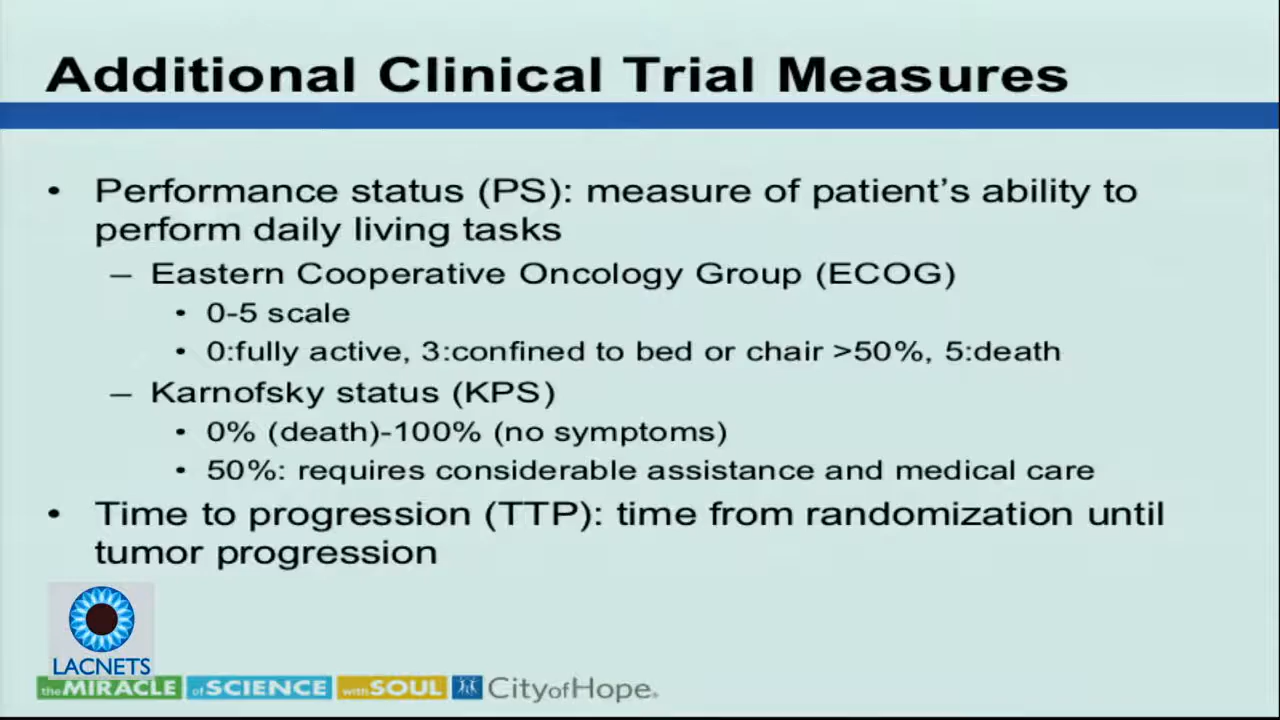 Additional Clinical Trial Measures
• Performance status (PS): measure of patient’s ability to
perform daily living tasks
– Eastern Cooperative Oncology Group (ECOG)
• 0-5 scale
• 0:fully active, 3:confined to bed or chair >50%, 5:death
– Karnofsky status (KPS)
• 0% (death)-100% (no symptoms)
• 50%: requires considerable assistance and medical care
• Time to progression (TTP): time from randomization until
tumor progression
LACNETS
the MIRACLE of SCIENCE with SOUL City of Hope.